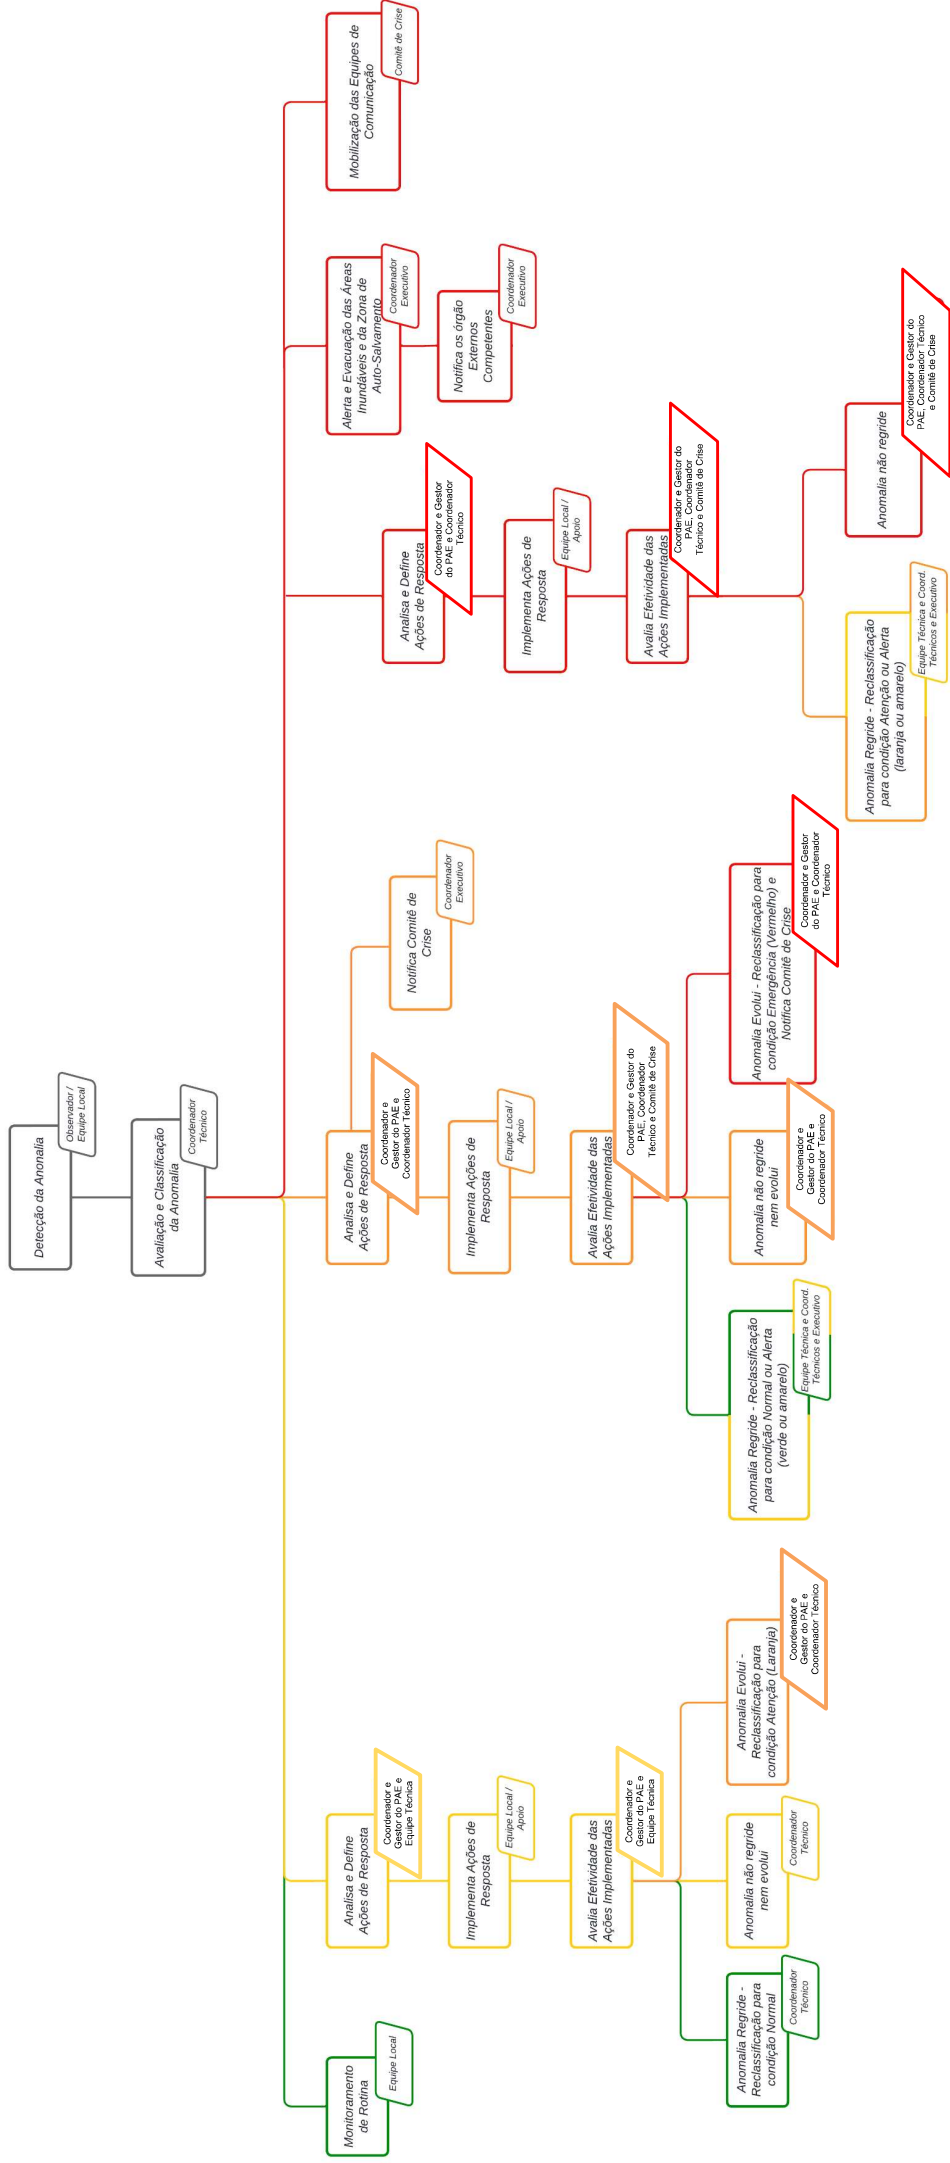 Detecção da Anonalia
Observador /
Equipe Local
Avaliação e Classificação
da Anomalia
Coordenador
Técnico
Monitoramento
de Rotina
Equipe Local
Analisa e Define
Ações de Resposta
Coordenador e
Gestor do PAE e
Equipe Técnica
Implementa Ações de
Resposta
Equipe Local /
Apoio
Avalia Efetividade das
Ações Implementadas
Coordenador e
Gestor do PAE e
Equipe Técnica
Anomalia Regride -
Reclassificação para
condição Normal
Coordenador
Técnico
Anomalia não regride
nem evolui
Coordenador
Técnico
Anomalia Evolui -
Reclassificação para
condição Atenção (Laranja)
Coordenador e
Gestor do PAE e
Coordenador Técnico
Analisa e Define
Ações de Resposta
Coordenador e
Gestor do PAE e
Coordenador Técnico
Notifica Comitê de
Crise
Coordenador
Executivo
Implementa Ações de
Resposta
Equipe Local /
Apoio
Avalia Efetividade das
Ações Implementadas
Coordenador e Gestor do
PAE, Coordenador
Técnico e Comitê de Crise
Anomalia Regride - Reclassificação
para condição Normal ou Alerta
(verde ou amarelo)
Equipe Técnica e Coord.
Técnicos e Executivo
Anomalia não regride
nem evolui
Coordenador e
Gestor do PAE e
Coordenador Técnico
Anomalia Evolui - Reclassificação para
condição Emergência (Vermelho) e
Notifica Comitê de Crise
Coordenador e Gestor
do PAE e Coordenador
Técnico
Analisa e Define
Ações de Resposta
Coordenador e Gestor
do PAE e Coordenador
Técnico
Implementa Ações de
Resposta
Equipe Local /
Apoio
Avalia Efetividade das
Ações Implementadas
Coordenador e Gestor do
PAE, Coordenador
Técnico e Comitê de Crise
Anomalia Regride - Reclassificação
para condição Atenção ou Alerta
(laranja ou amarelo)
Equipe Técnica e Coord.
Técnicos e Executivo
Anomalia não regride
Coordenador e Gestor do
PAE, Coordenador Técnico
e Comitê de Crise
Alerta e Evacuação das Áreas
Inundáveis e da Zona de
Auto-Salvamento
Coordenador
Executivo
Notifica os órgão
Externos
Competentes
Coordenador
Executivo
Mobilização das Equipes de
Comunicação
Comitê de Crise